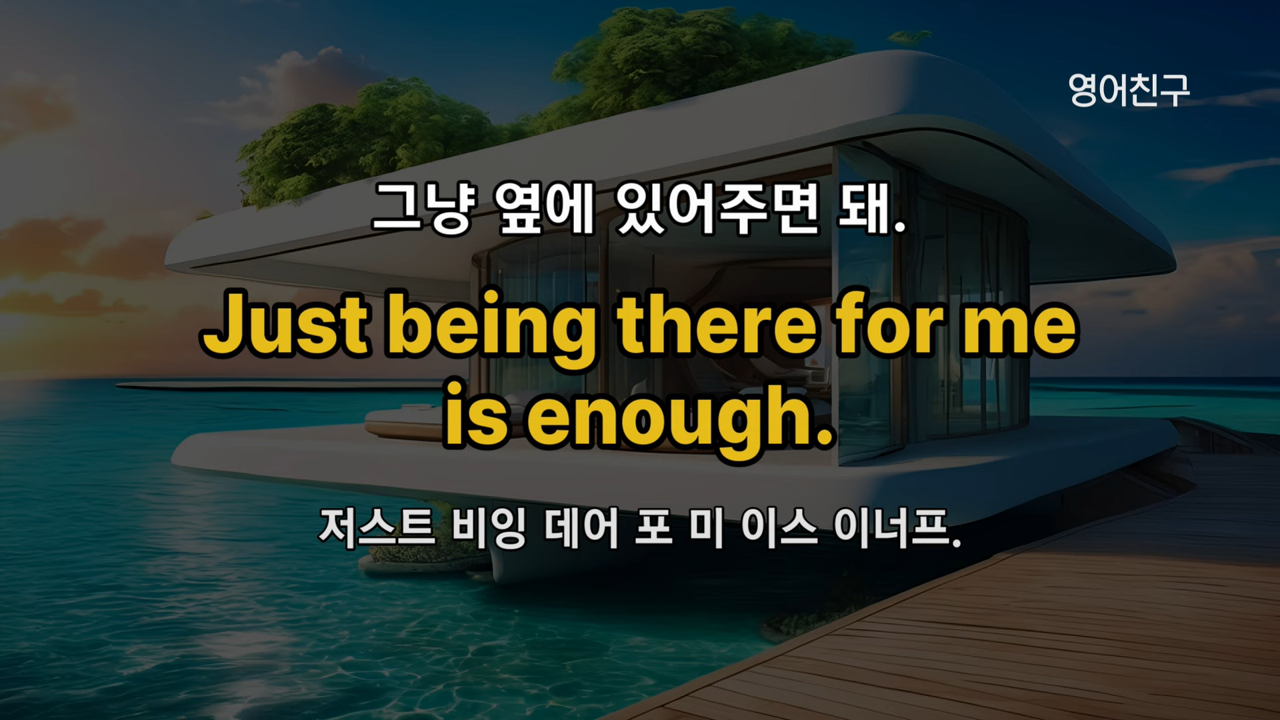 영어친구
그냥 옆에 있어주면 돼.
Just being there for me
is enough.
저스트 비잉 데어 포 미 이스 이너프.